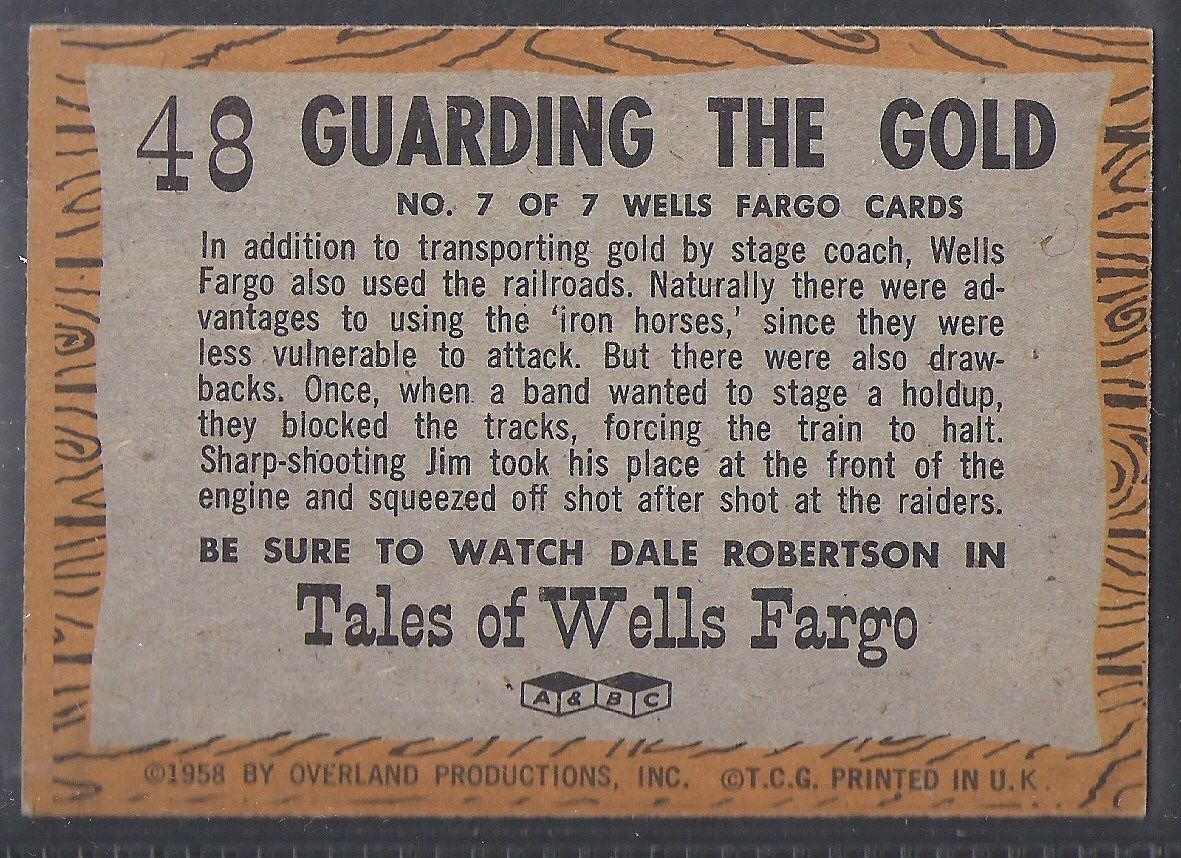 48 GUARDING THE GOLD
NO. 7 OF 7 WELLS FARGO CARDS
In addition to transporting gold by stage coach, Wells
Fargo also used the railroads. Naturally there were ad-
vantages to using the ‘iron horses,’ since they were
less vulnerable to attack. But there were also draw-
backs. Once, when a band wanted to stage a holdup,
they blocked the tracks, forcing the train to halt.
Sharp-shooting Jim took his place at the front of the
engine and squeezed off shot after shot at the raiders.
BE SURE TO WATCH DALE ROBERTSON IN
Tales of Wells Fargo
A & B C
©1958 BY OVERLAND PRODUCTIONS, INC. ©T.C.G. PRINTED IN U.K.